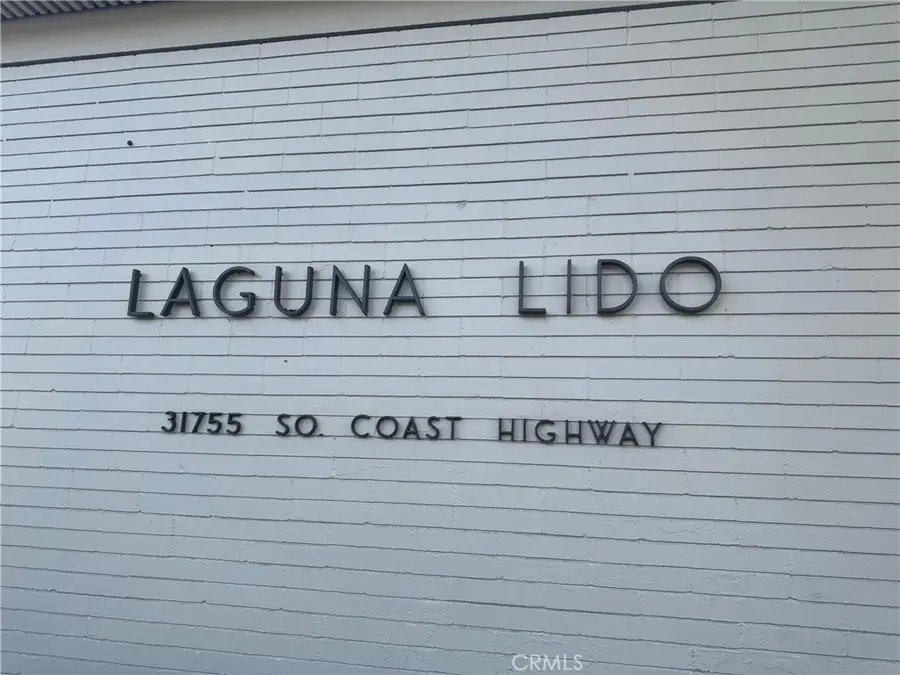 LAGUNA LIDO
31755 SO. COAST HIGHWAY
CRMLS